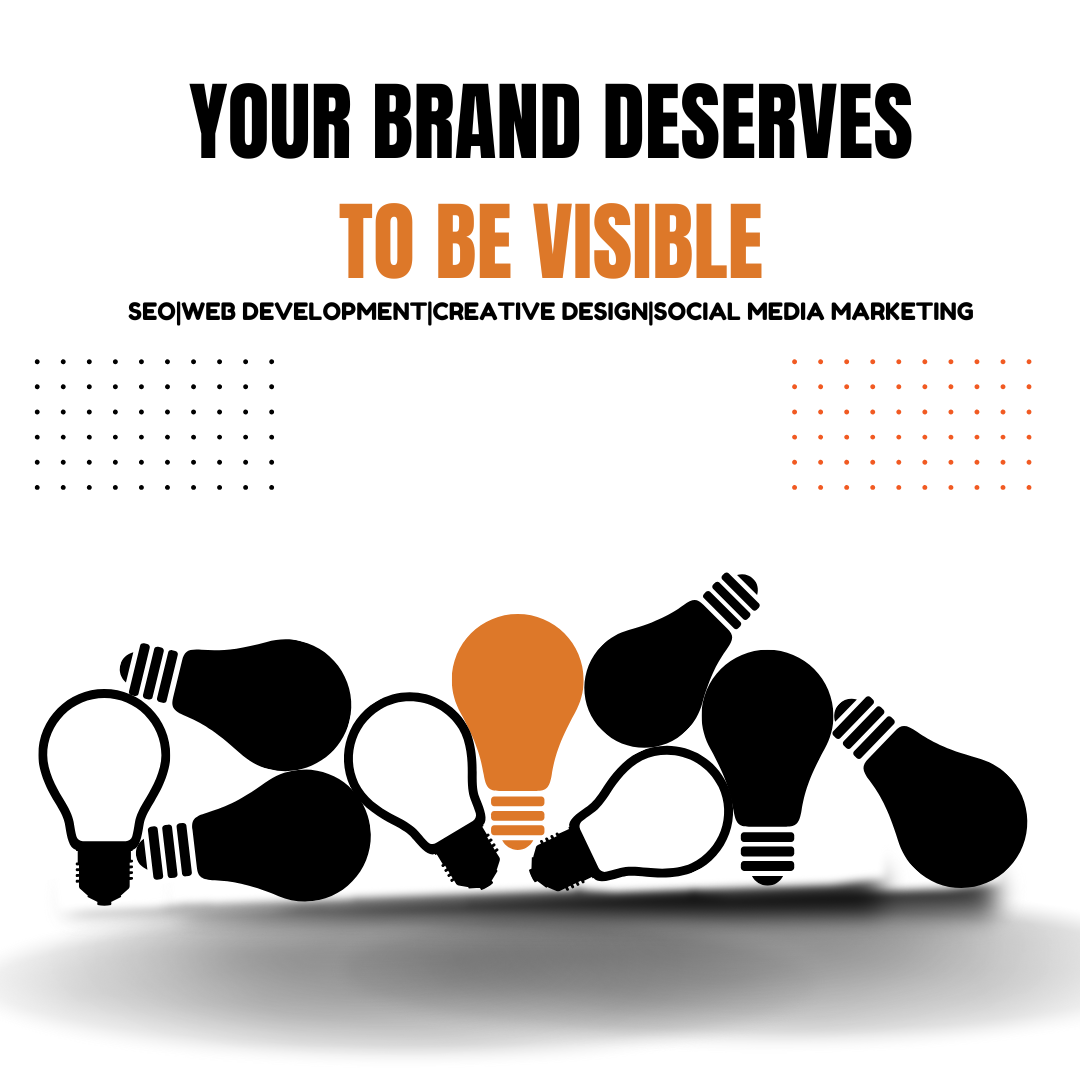 YOUR BRAND DESERVES
TO BE VISIBLE
SEO|WEB DEVELOPMENT|CREATIVE DESIGN|SOCIAL MEDIA MARKETING